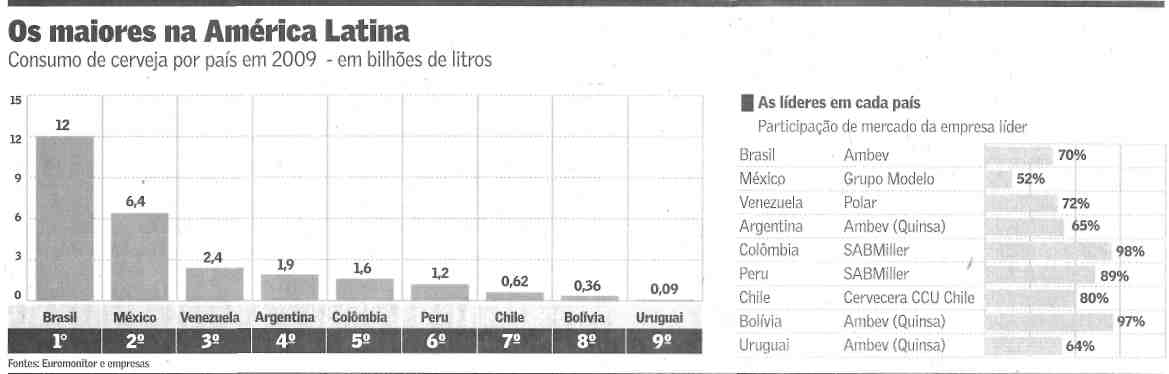 Os maiores na América Latina
Consumo de cerveja por país em 2009 - em bilhões de litros
15
12
9
6
3
0
12
6,4
2,4
1,9
1,6
1,2
0,62
0,36
0,09
Brasil México Venezuela Argentina Colômbia Peru Chile Bolívia Uruguai
1º 2º 3º 4º 5º 6º 7º 8º 9º
Fontes: Euromonitor e empresas
As líderes em cada país
Participação de mercado da empresa líder
Brasil Ambev 70%
México Grupo Modelo 52%
Venezuela Polar 72%
Argentina Ambev (Quinsa) 65%
Colômbia SABMiller 98%
Peru SABMiller 89%
Chile Cervecera CCU Chile 80%
Bolívia Ambev (Quinsa) 97%
Uruguai Ambev (Quinsa) 64%